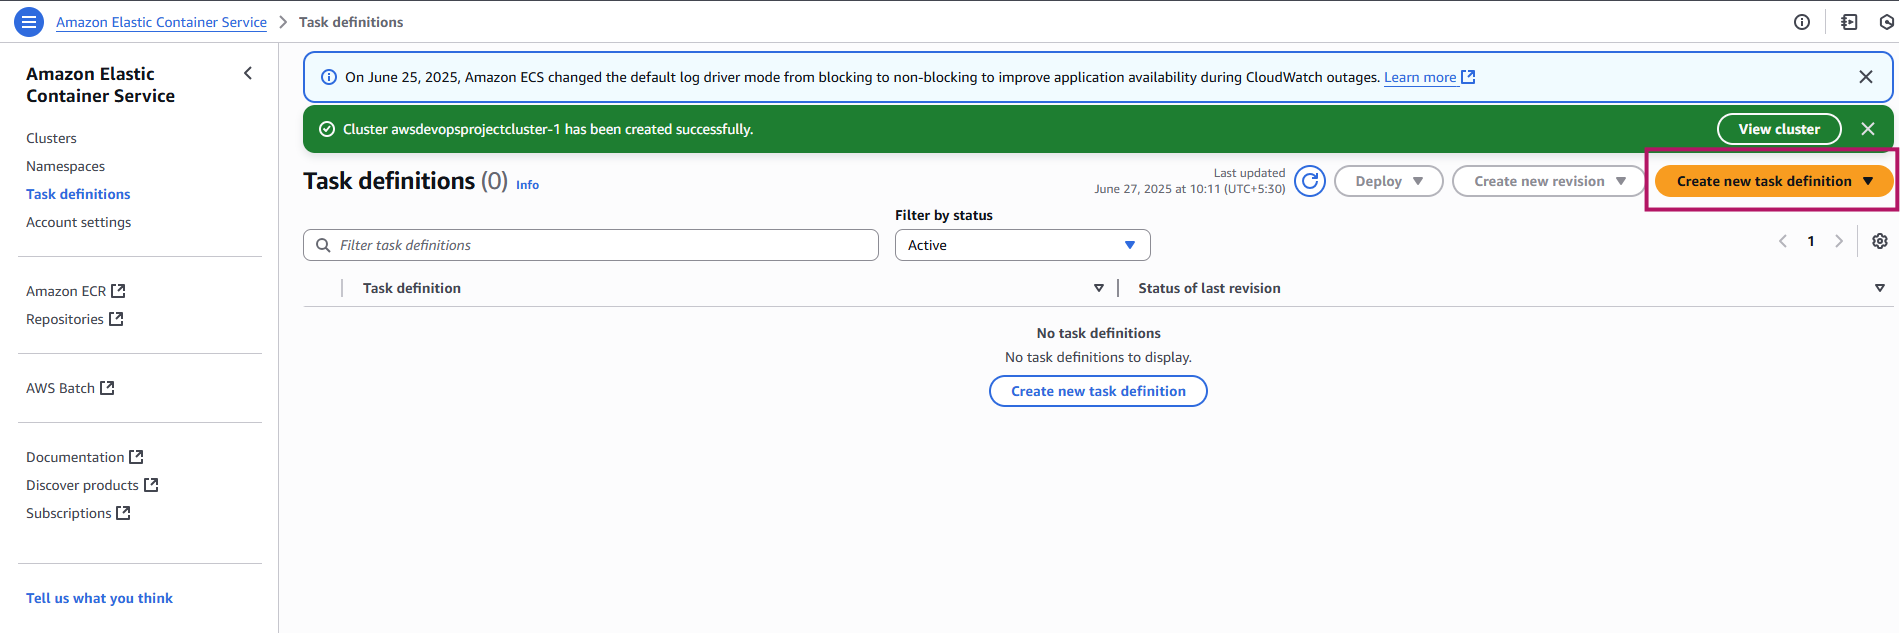 Amazon Elastic Container Service > Task definitions
Amazon Elastic
Container Service
Clusters
Namespaces
Task definitions
Account settings
Amazon ECR
Repositories
AWS Batch
Documentation
Discover products
Subscriptions
Tell us what you think
On June 25, 2025, Amazon ECS changed the default log driver mode from blocking to non-blocking to improve application availability during CloudWatch outages. Learn more
Cluster awsdevopsprojectcluster-1 has been created successfully.
View cluster
Task definitions (0) Info
Last updated
June 27, 2025 at 10:11 (UTC+5:30)
Deploy
Create new revision
Create new task definition
Filter by status
Filter task definitions
Active
1
Task definition
Status of last revision
No task definitions
No task definitions to display.
Create new task definition